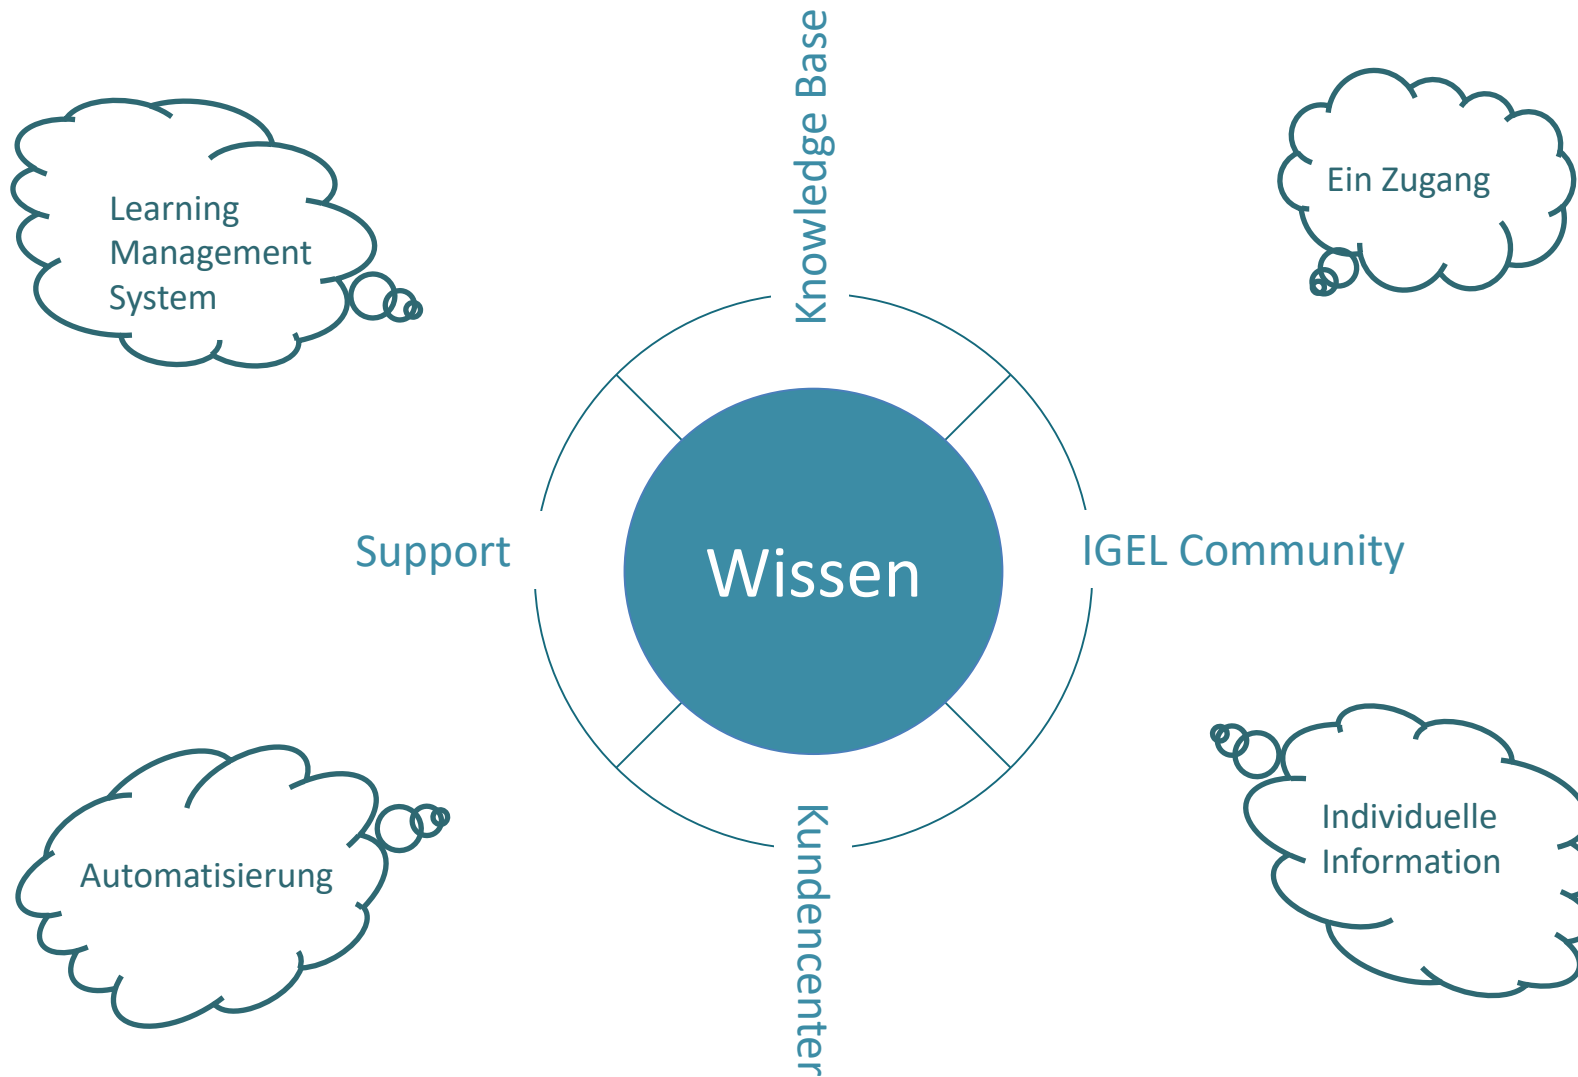 Knowledge Base
Learning
Management
System
Ein Zugang
Support
Wissen
IGEL Community
Automatisierung
Individuelle
Information
Kundencenter